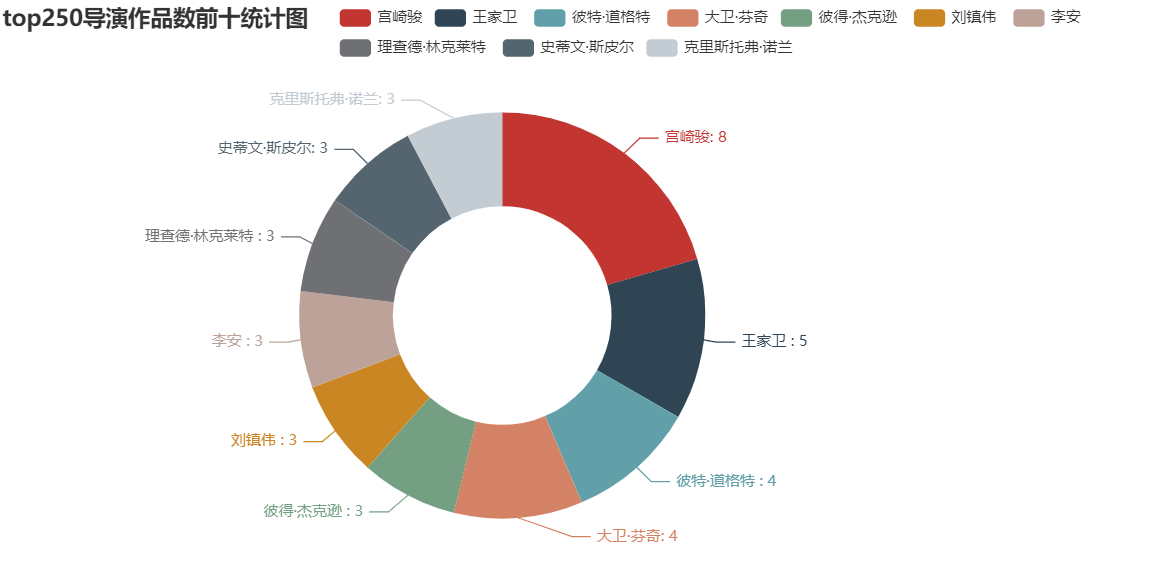 top250导演作品数前十统计图
宫崎骏 王家卫 彼特·道格特 大卫·芬奇 彼得·杰克逊 刘镇伟 李安
理查德·林克莱特 史蒂文·斯皮尔 克里斯托弗·诺兰
克里斯托弗·诺兰: 3
宫崎骏: 8
史蒂文·斯皮尔: 3
理查德·林克莱特 : 3
李安 : 3
王家卫 : 5
刘镇伟 : 3
彼特·道格特 : 4
彼得·杰克逊 : 3
大卫·芬奇: 4